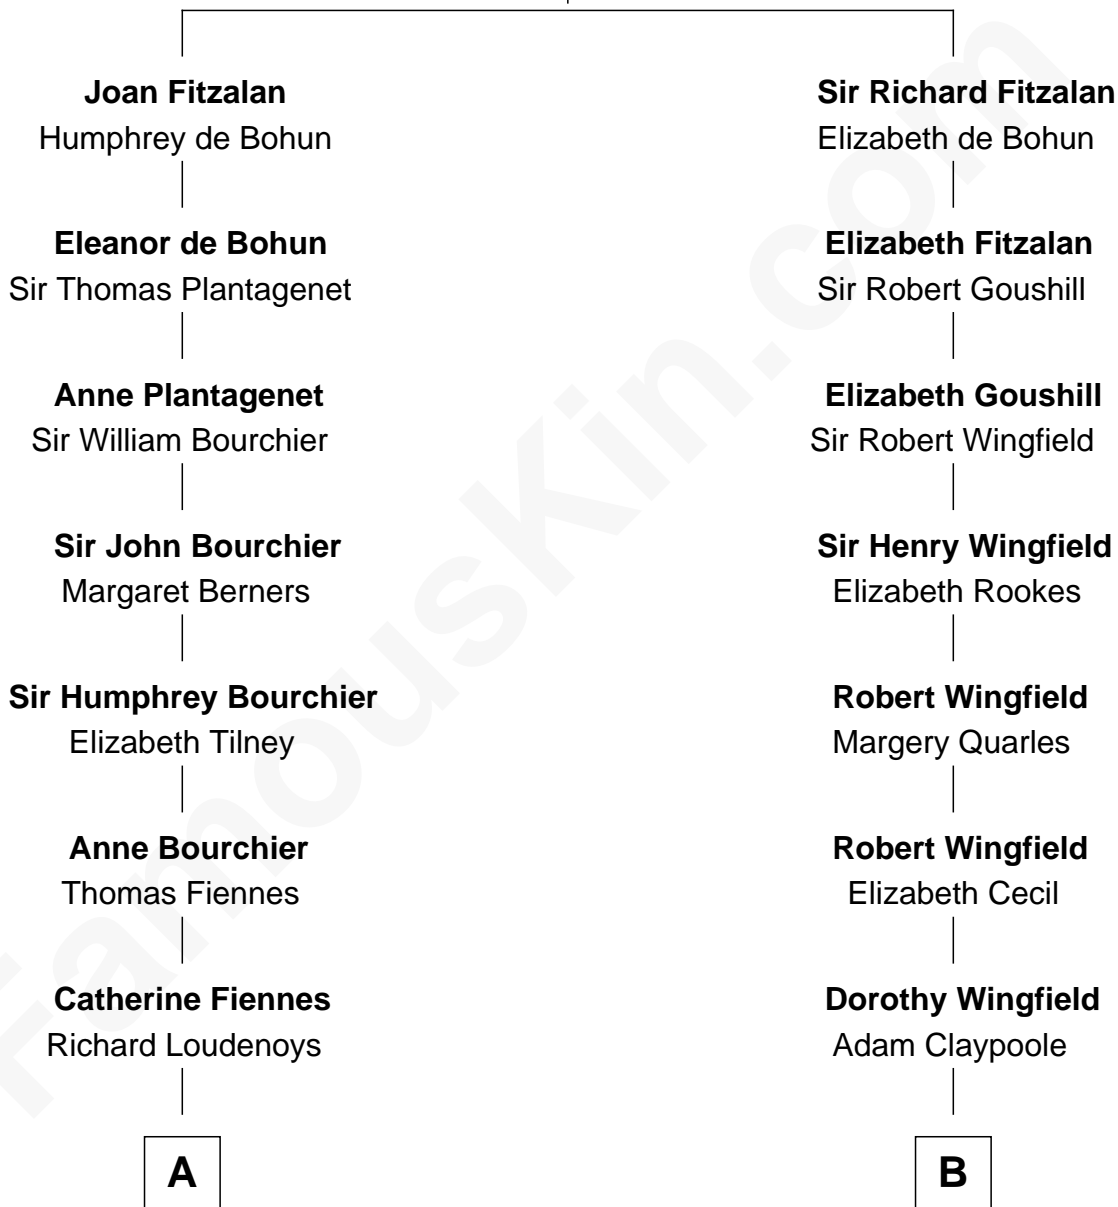 Joan Fitzalan
Humphrey de Bohun
Eleanor de Bohun
Sir Thomas Plantagenet
Anne Plantagenet
Sir William Bourchier
Sir John Bourchier
Margaret Berners
Sir Humphrey Bourchier
Elizabeth Tilney
Anne Bourchier
Thomas Fiennes
Catherine Fiennes
Richard Loudenoys
A
Sir Richard Fitzalan
Elizabeth de Bohun
Elizabeth Fitzalan
Sir Robert Goushill
Elizabeth Goushill
Sir Robert Wingfield
Sir Henry Wingfield
Elizabeth Rookes
Robert Wingfield
Margery Quarles
Robert Wingfield
Elizabeth Cecil
Dorothy Wingfield
Adam Claypoole
B
FamousKin.com